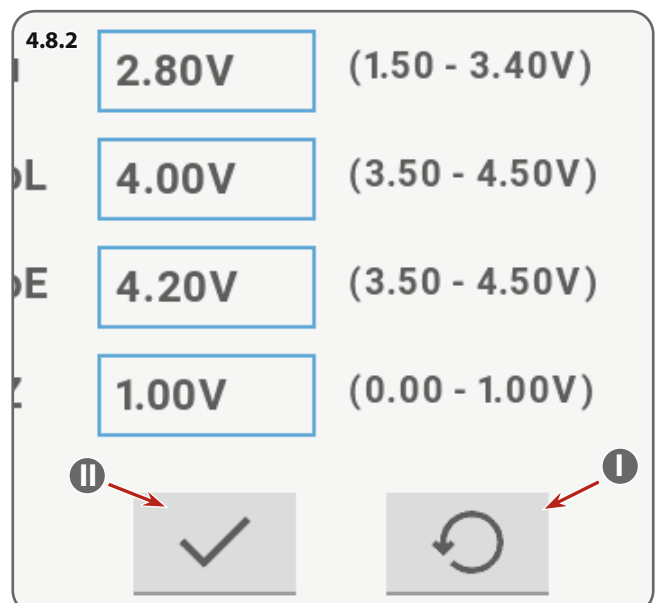 4.8.2
2.80V (1.50 - 3.40V)
L 4.00V (3.50 - 4.50V)
E 4.20V (3.50 - 4.50V)
1.00V (0.00 - 1.00V)
II I